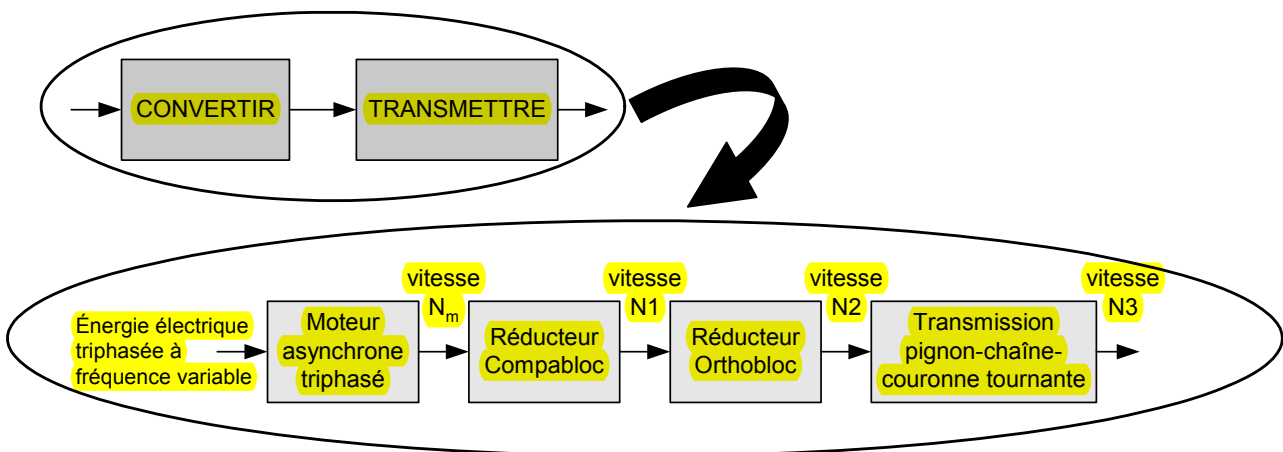 CONVERTIR
TRANSMETTRE
Énergie électrique
triphasée à
fréquence variable
Moteur
asynchrone
triphasé
vitesse
Nm
Réducteur
Compabloc
vitesse
N1
Réducteur
Orthobloc
vitesse
N2
Transmission
pignon-chaîne-
couronne tournante
vitesse
N3